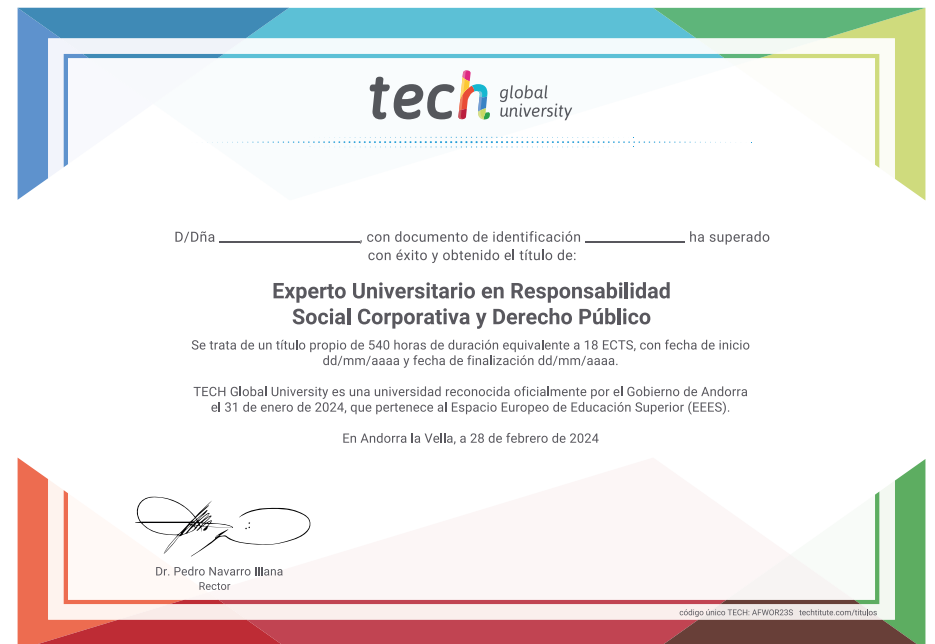 tech global university
D/Dña ______________, con documento de identificación __________ ha superado
con éxito y obtenido el título de:
Experto Universitario en Responsabilidad
Social Corporativa y Derecho Público
Se trata de un título propio de 540 horas de duración equivalente a 18 ECTS, con fecha de inicio
dd/mm/aaaa y fecha de finalización dd/mm/aaaa.
TECH Global University es una universidad reconocida oficialmente por el Gobierno de Andorra
el 31 de enero de 2024, que pertenece al Espacio Europeo de Educación Superior (EEES).
En Andorra la Vella, a 28 de febrero de 2024
Dr. Pedro Navarro Illana
Rector
código único TECH: AFWOR23S techtitute.com/titulos